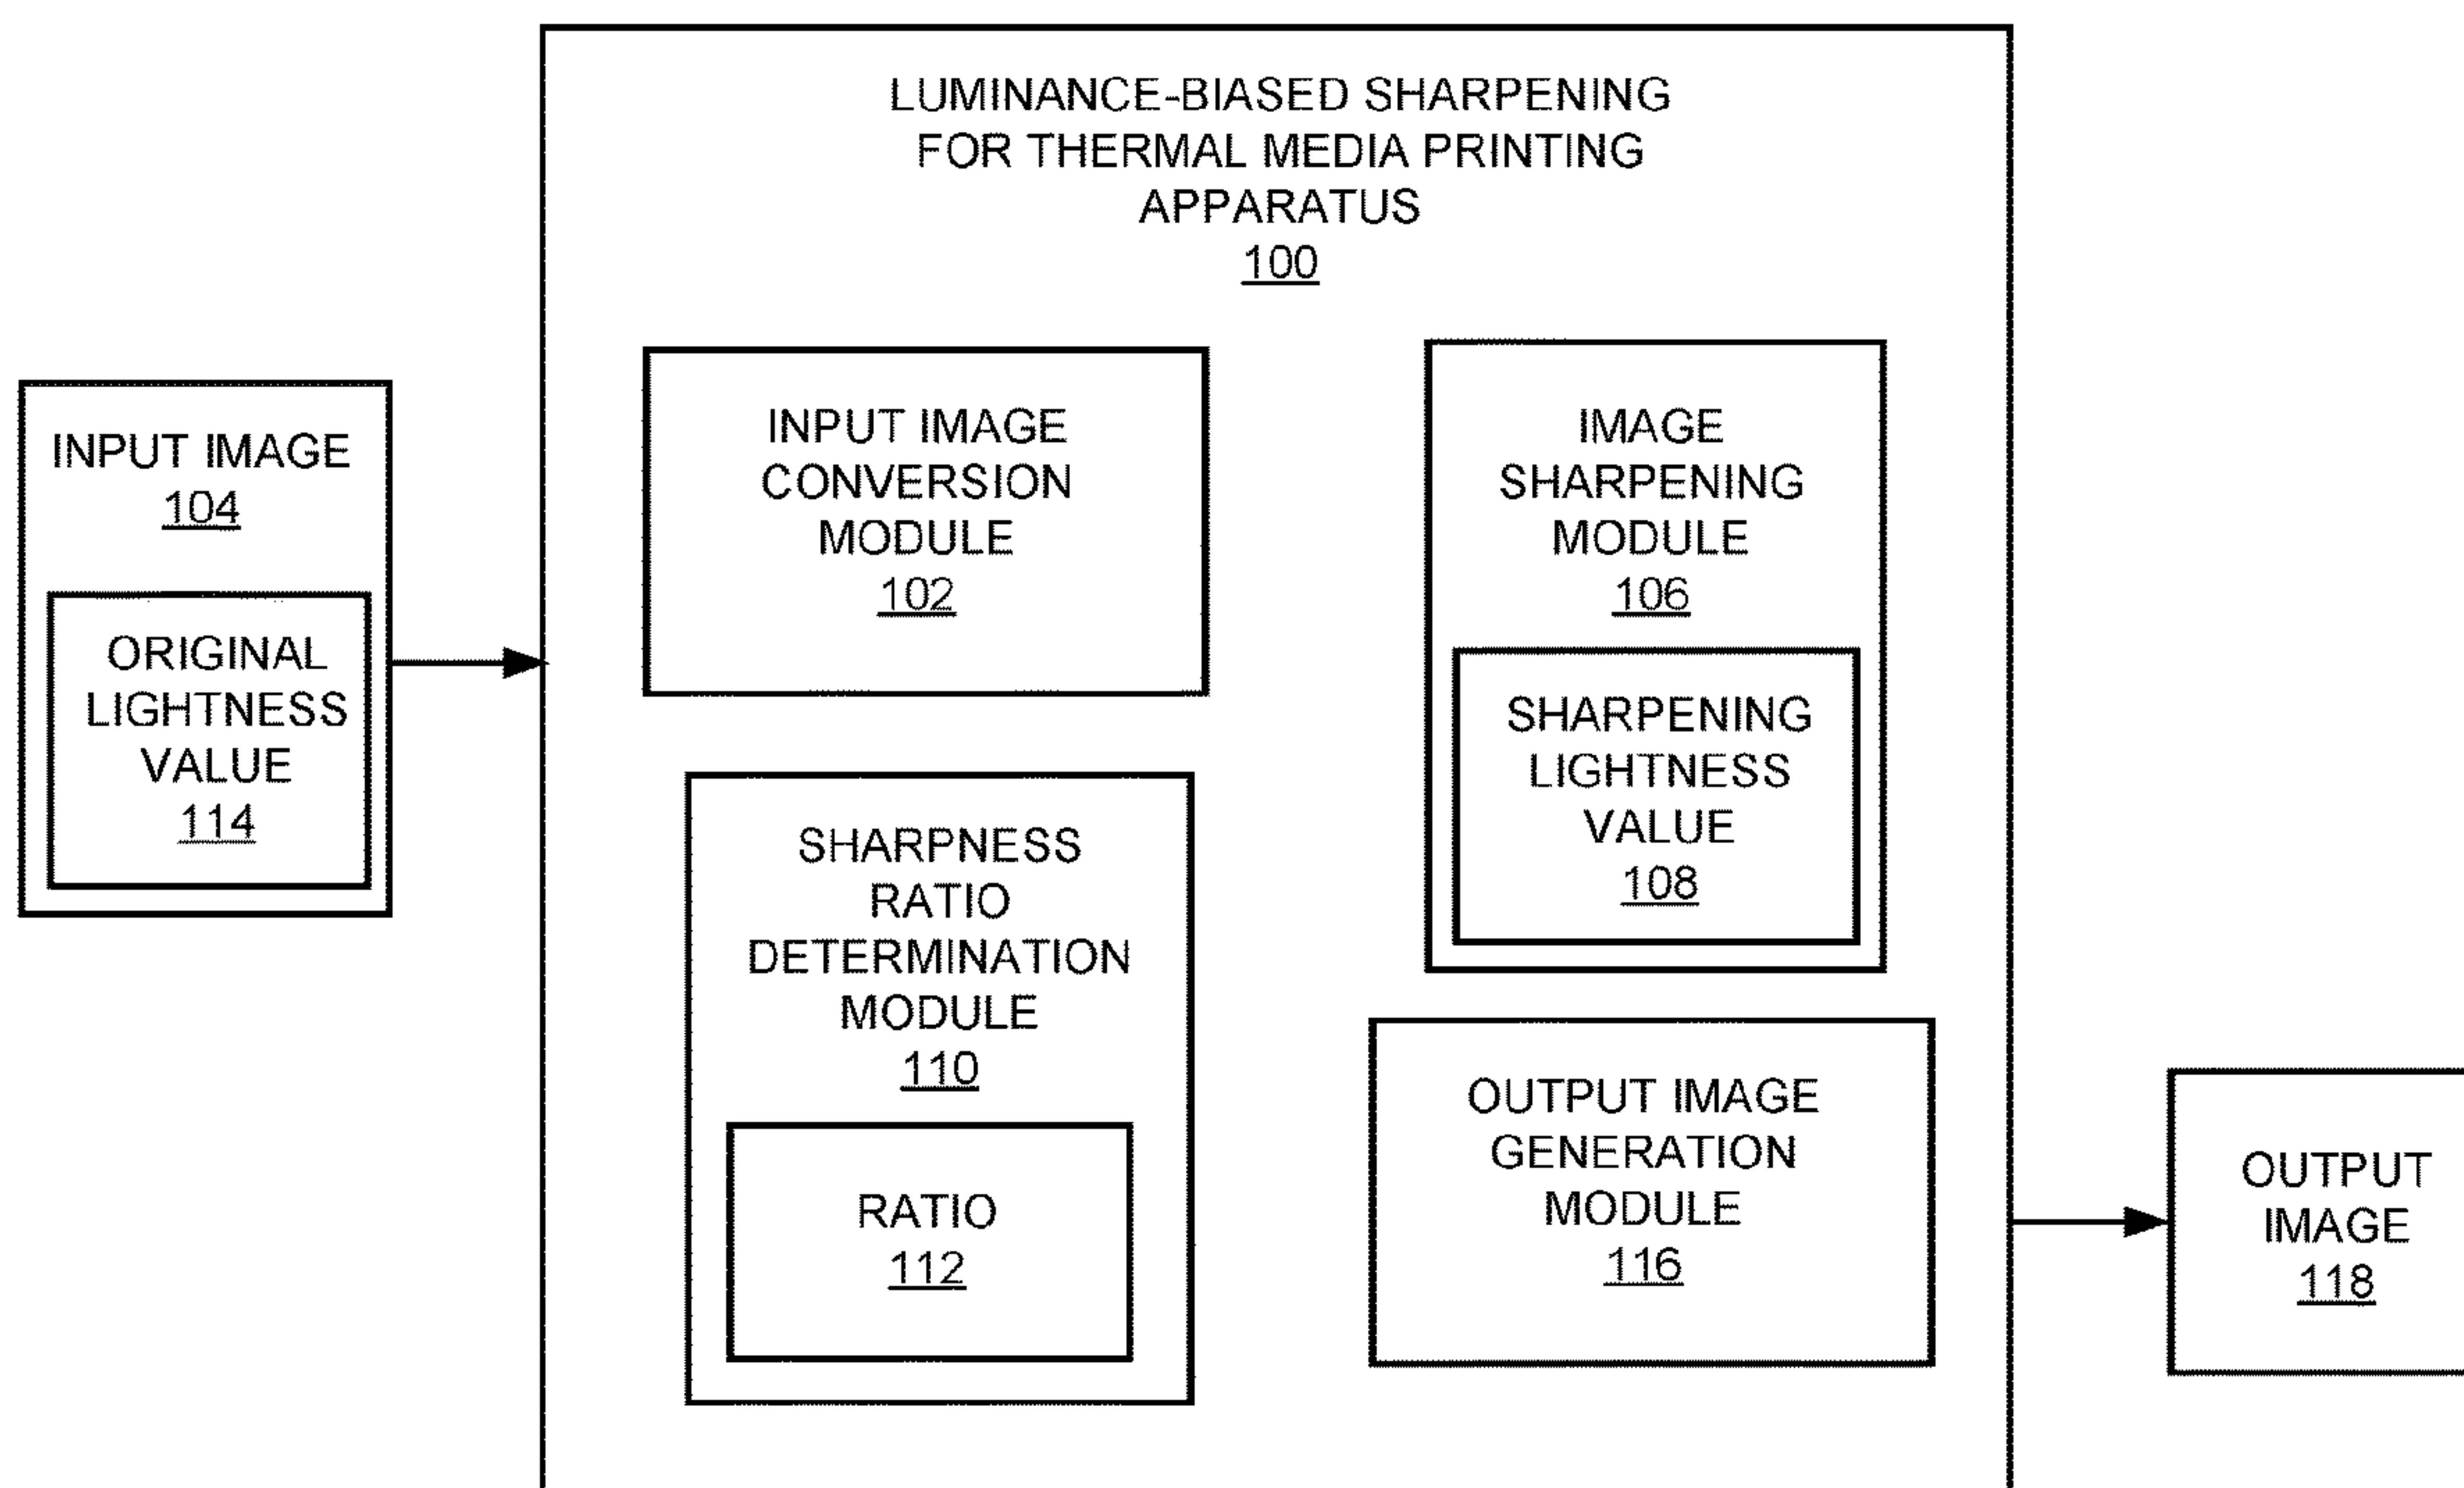 LUMINANCE-BIASED SHARPENING
FOR THERMAL MEDIA PRINTING
APPARATUS
100
INPUT IMAGE
104
ORIGINAL
LIGHTNESS
VALUE
114
INPUT IMAGE
CONVERSION
MODULE
102
IMAGE
SHARPENING
MODULE
106
SHARPENING
LIGHTNESS
VALUE
108
SHARPNESS
RATIO
DETERMINATION
MODULE
110
RATIO
112
OUTPUT IMAGE
GENERATION
MODULE
116
OUTPUT
IMAGE
118